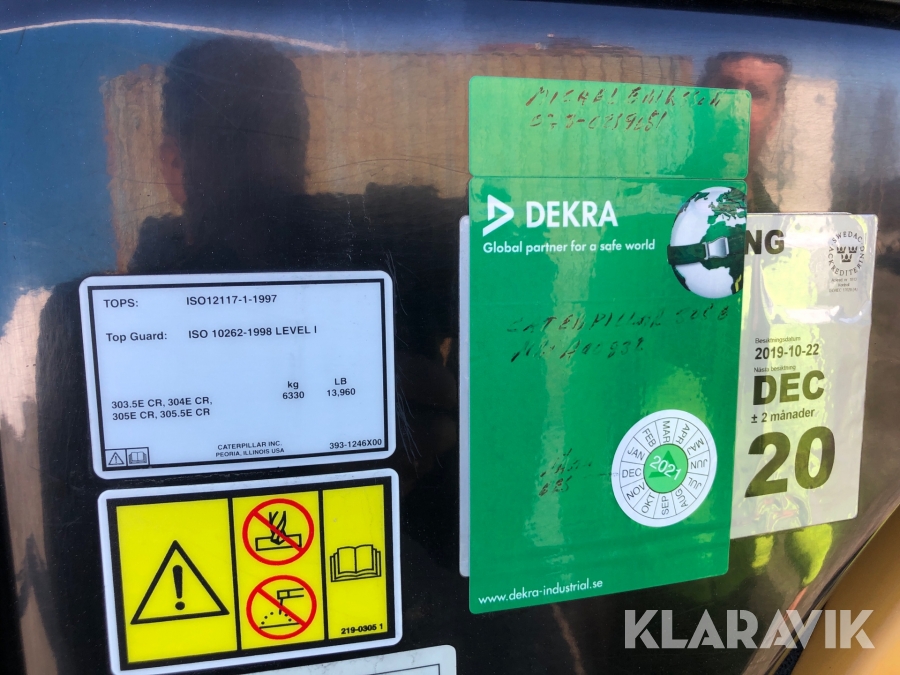 DEKRA
Global partner for a safe world
www.dekra-industrial.se
JAN
FEB
MAR
APR
MAJ
JUN
JUL
AUG
SEP
OKT
NOV
DEC
2021
NG
SWEDAC
ACKREDITERING
Besiktningsdatum
2019-10-22
Nästa besiktning
DEC
± 2 månader
20
TOPS: ISO12117-1-1997
Top Guard: ISO 10262-1998 LEVEL I
kg LB
303.5E CR, 304E CR, 6330 13,960
305E CR, 305.5E CR
CATERPILLAR INC.
PEORIA, ILLINOIS USA
393-1246X00
219-0305 1
KLARAVIK